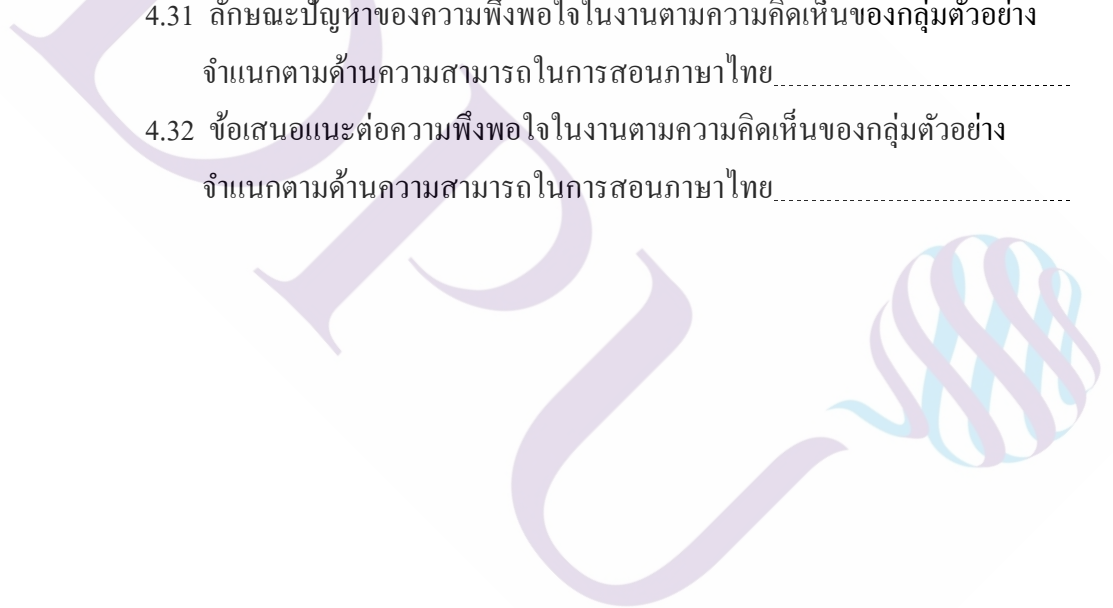 4.31 ลักษณะปัญหาของความพึงพอใจในงานตามความคิดเห็นของกลุ่มตัวอย่าง
จำแนกตามด้านความสามารถในการสอนภาษาไทย
4.32 ข้อเสนอแนะต่อความพึงพอใจในงานตามความคิดเห็นของกลุ่มตัวอย่าง
จำแนกตามด้านความสามารถในการสอนภาษาไทย
DPU